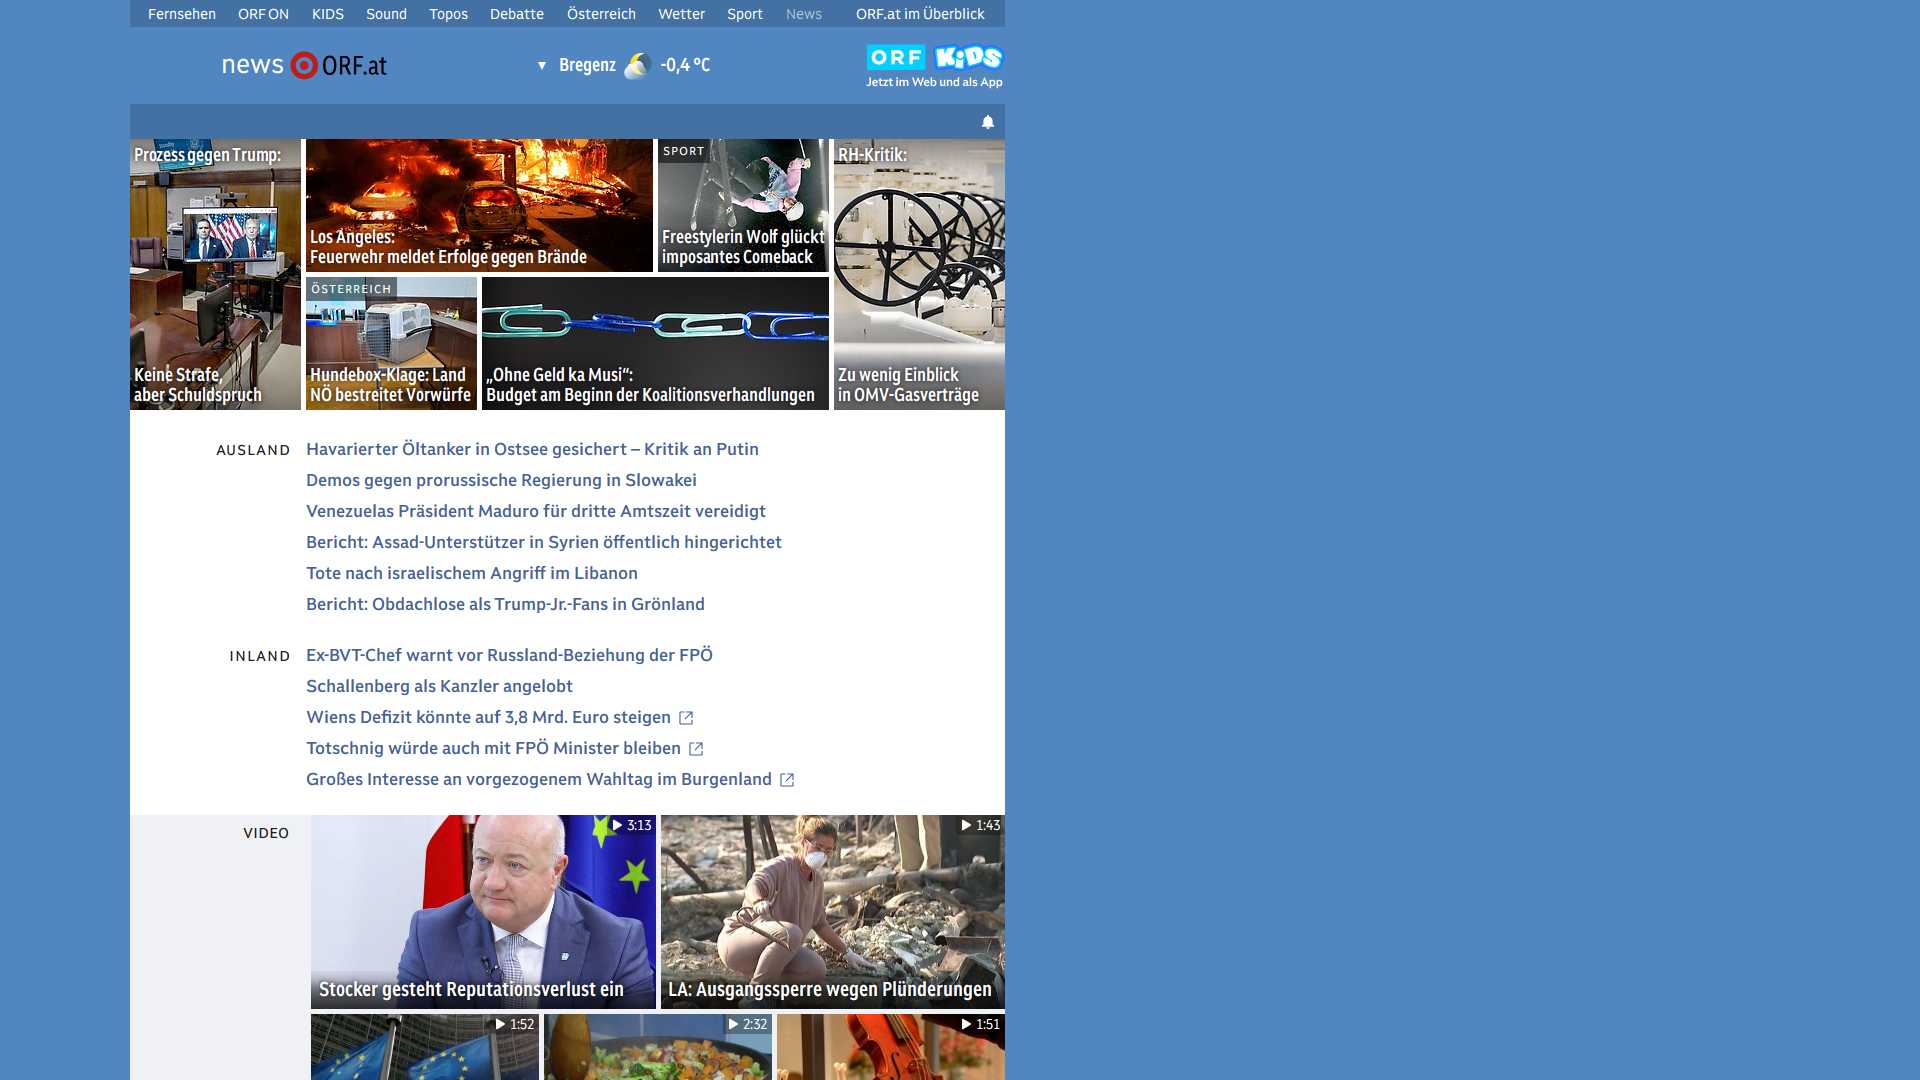 Fernsehen ORF ON KIDS Sound Topos Debatte Österreich Wetter Sport News ORF.at im Überblick
news ORF.at
▼ Bregenz -0,4 °C
ORF KiDS
Jetzt im Web und als App
Prozess gegen Trump:
Keine Strafe,
aber Schuldspruch
Los Angeles:
Feuerwehr meldet Erfolge gegen Brände
SPORT
Freestylerin Wolf glückt
imposantes Comeback
RH-Kritik:
Zu wenig Einblick
in OMV-Gasverträge
ÖSTERREICH
Hundebox-Klage: Land
NÖ bestreitet Vorwürfe
„Ohne Geld ka Musi“:
Budget am Beginn der Koalitionsverhandlungen
AUSLAND
Havarierter Öltanker in Ostsee gesichert – Kritik an Putin
Demos gegen prorussische Regierung in Slowakei
Venezuelas Präsident Maduro für dritte Amtszeit vereidigt
Bericht: Assad-Unterstützer in Syrien öffentlich hingerichtet
Tote nach israelischem Angriff im Libanon
Bericht: Obdachlose als Trump-Jr.-Fans in Grönland
INLAND
Ex-BVT-Chef warnt vor Russland-Beziehung der FPÖ
Schallenberg als Kanzler angelobt
Wiens Defizit könnte auf 3,8 Mrd. Euro steigen
Totschnig würde auch mit FPÖ Minister bleiben
Großes Interesse an vorgezogenem Wahltag im Burgenland
VIDEO
3:13
Stocker gesteht Reputationsverlust ein
1:43
LA: Ausgangssperre wegen Plünderungen
1:52
2:32
1:51